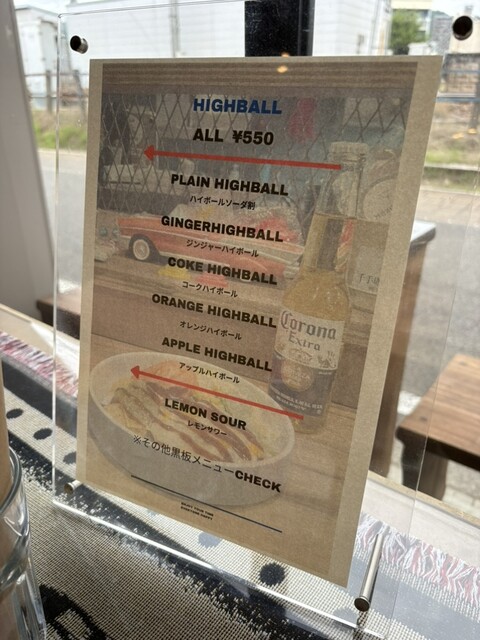 HIGHBALL
ALL ¥550
PLAIN HIGHBALL
ハイボールソーダ割
GINGERHIGHBALL
ジンジャーハイボール
COKE HIGHBALL
コークハイボール
ORANGE HIGHBALL
オレンジハイボール
APPLE HIGHBALL
アップルハイボール
LEMON SOUR
レモンサワー
※その他黒板メニューCHECK
Corona
Extra